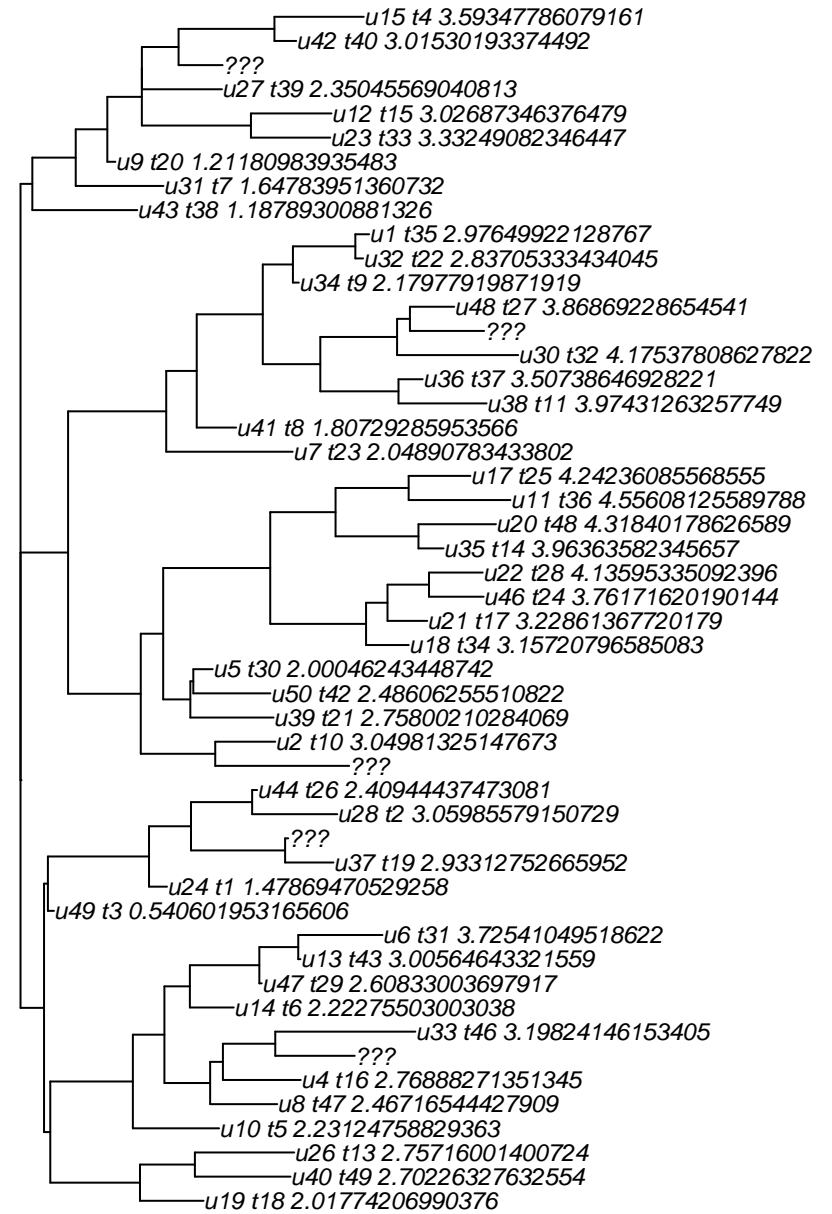 u15 t4 3.59347786079161
u42 t40 3.01530193374492
???
u27 t39 2.35045569040813
u12 t15 3.02687346376479
u23 t33 3.33249082346447
u9 t20 1.21180983935483
u31 t7 1.64783951360732
u43 t38 1.18789300881326
u1 t35 2.97649922128767
u32 t22 2.83705333434045
u34 t9 2.17977919871919
u48 t27 3.86869228654541
???
u30 t32 4.17537808627822
u36 t37 3.50738646928221
u38 t11 3.97431263257749
u41 t8 1.80729285953566
u7 t23 2.04890783433802
u17 t25 4.24236085568555
u11 t36 4.55608125589788
u20 t48 4.31840178626589
u35 t14 3.96363582345657
u22 t28 4.13595335092396
u46 t24 3.76171620190144
u21 t17 3.22861367720179
u18 t34 3.15720796585083
u5 t30 2.00046243448742
u50 t42 2.48606255510822
u39 t21 2.75800210284069
u2 t10 3.04981325147673
???
u44 t26 2.40944437473081
u28 t2 3.05985579150729
???
u37 t19 2.93312752665952
u24 t1 1.47869470529258
u49 t3 0.540601953165606
u6 t31 3.72541049518622
u13 t43 3.00564643321559
u47 t29 2.60833003697917
u14 t6 2.22275503003038
u33 t46 3.19824146153405
???
u4 t16 2.76888271351345
u8 t47 2.46716544427909
u10 t5 2.23124758829363
u26 t13 2.75716001400724
u40 t49 2.70226327632554
u19 t18 2.01774206990376